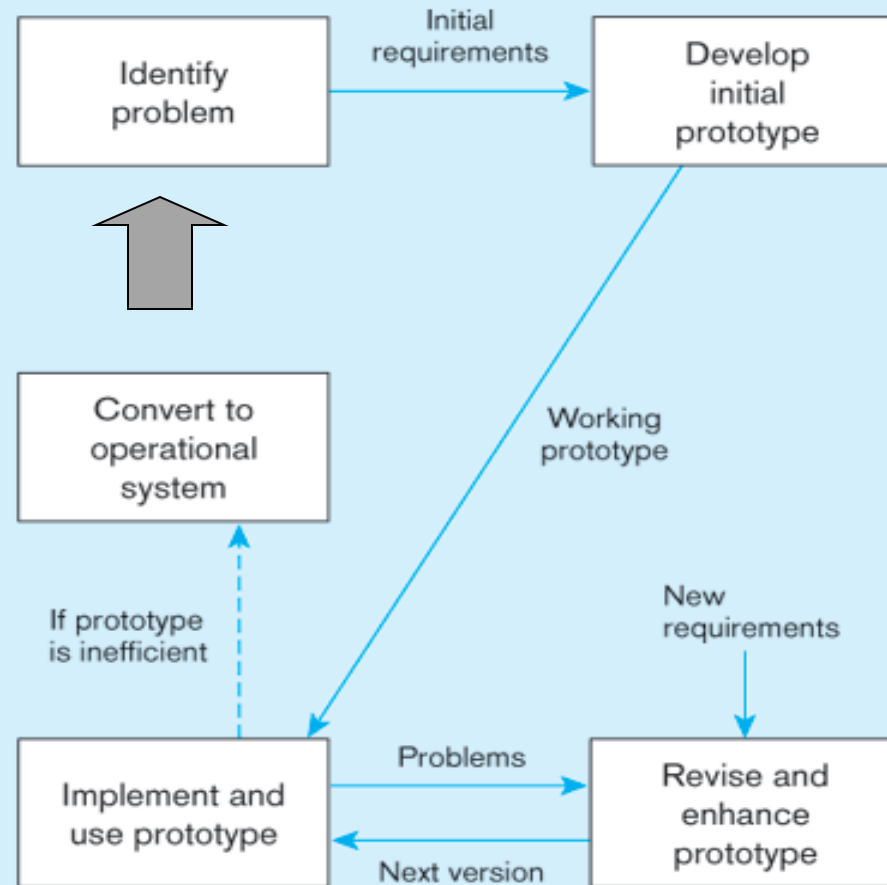 Identify
problem
Initial
requirements
Develop
initial
prototype
Convert to
operational
system
Working
prototype
If prototype
is inefficient
New
requirements
Implement and
use prototype
Problems
Next version
Revise and
enhance
prototype